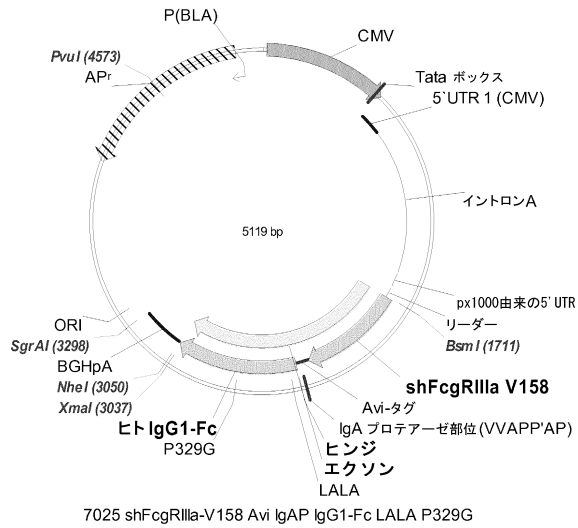 P(BLA)
CMV
PvuI (4573)
APr
Tata ボックス
5`UTR 1 (CMV)
イントロンA
5119 bp
px1000由来の5' UTR
リーダー
BsmI (1711)
ORI
SgrAI (3298)
BGHpA
NheI (3050)
XmaI (3037)
shFcgRIIIa V158
Avi-タグ
ヒトIgG1-Fc
IgA プロテアーゼ部位 (VVAPP'AP)
P329G
ヒンジ
エクソン
LALA
7025 shFcgRIIIa-V158 Avi IgAP IgG1-Fc LALA P329G